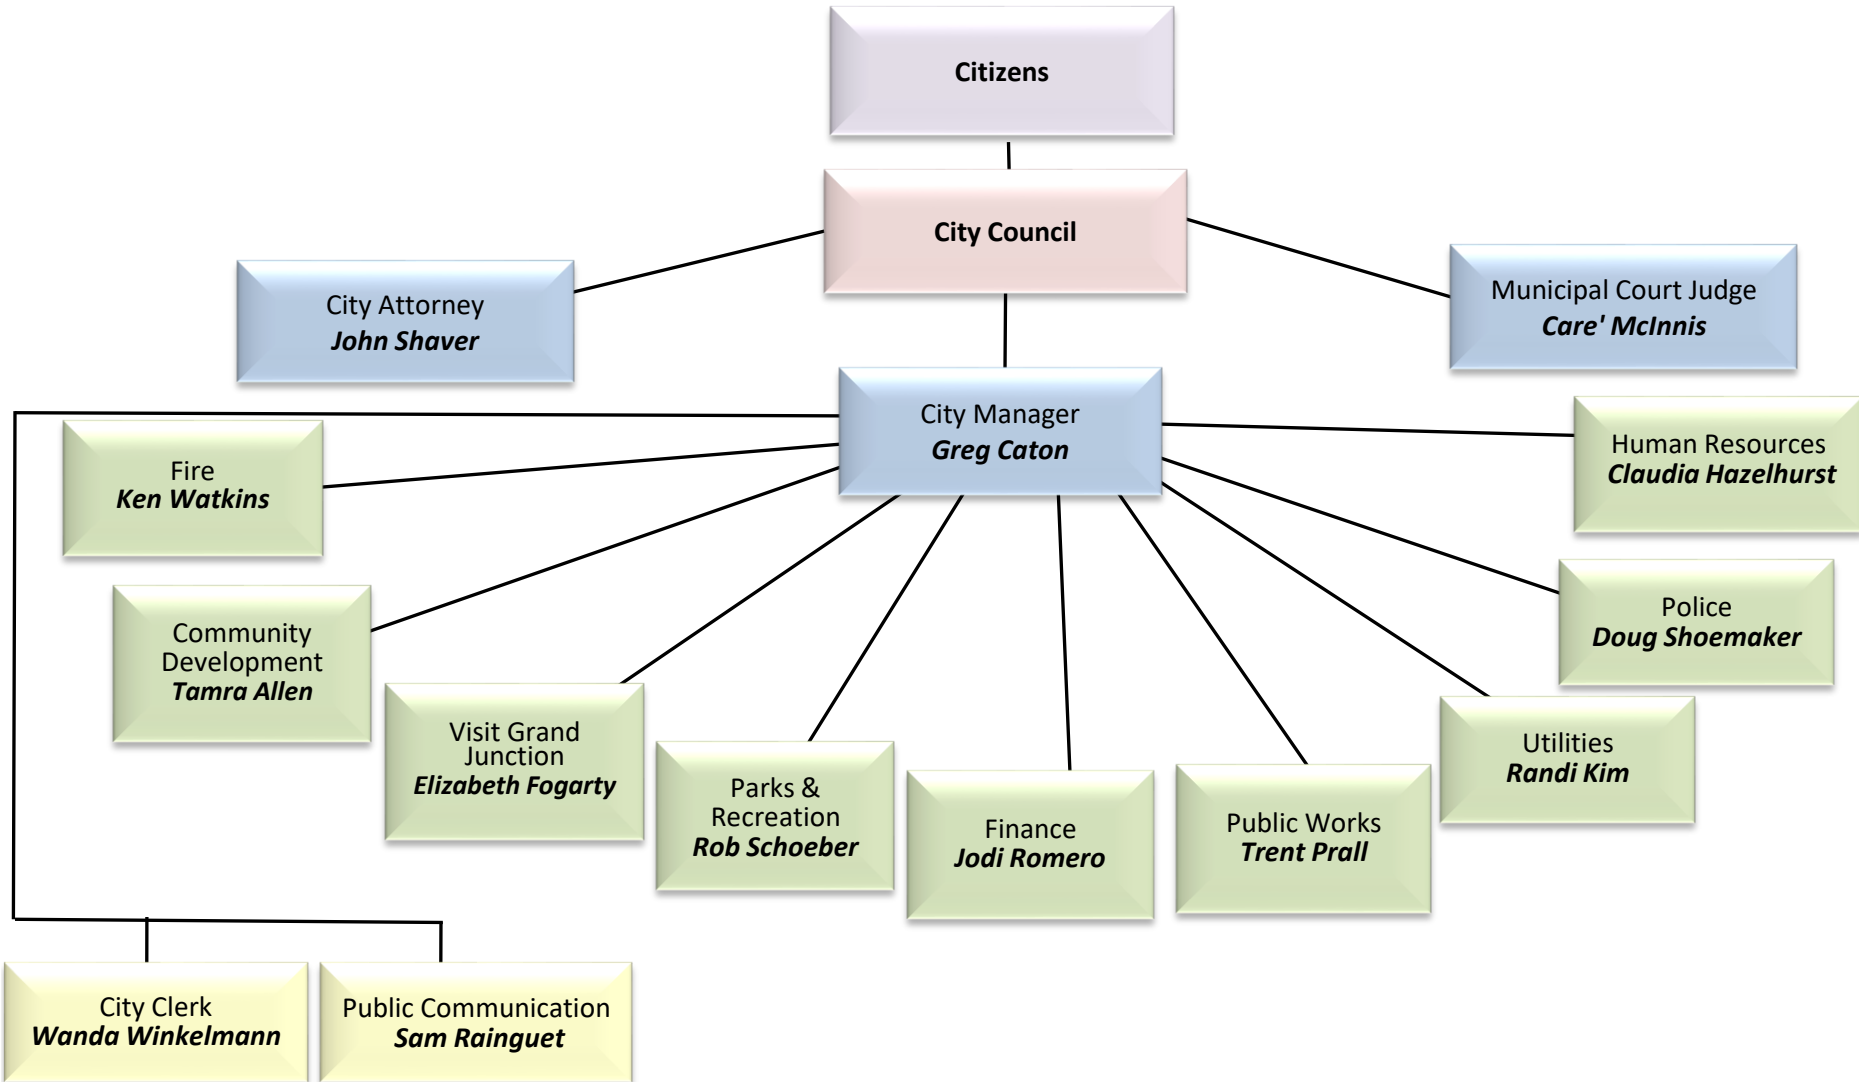 Citizens
City Council
City Attorney
John Shaver
Municipal Court Judge
Care' McInnis
City Manager
Greg Caton
Human Resources
Claudia Hazelhurst
Fire
Ken Watkins
Police
Doug Shoemaker
Community
Development
Tamra Allen
Visit Grand
Junction
Elizabeth Fogarty
Utilities
Randi Kim
Parks &
Recreation
Rob Schoeber
Finance
Jodi Romero
Public Works
Trent Prall
City Clerk
Wanda Winkelmann
Public Communication
Sam Rainguet